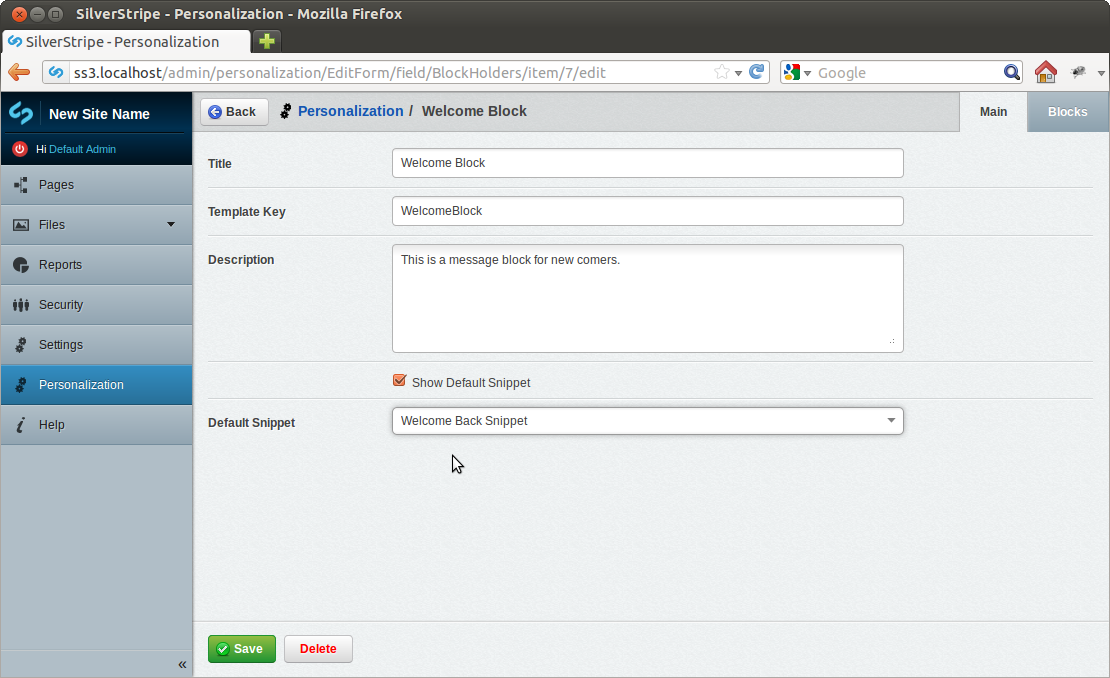 SilverStripe - Personalization - Mozilla Firefox
SilverStripe - Personalization
ss3.localhost/admin/personalization/EditForm/field/BlockHolders/item/7/edit
Google
New Site Name
Hi Default Admin
Pages
Files
Reports
Security
Settings
Personalization
Help
«
Back
Personalization / Welcome Block
Main
Blocks
Title
Welcome Block
Template Key
WelcomeBlock
Description
This is a message block for new comers.
Show Default Snippet
Default Snippet
Welcome Back Snippet
Save
Delete